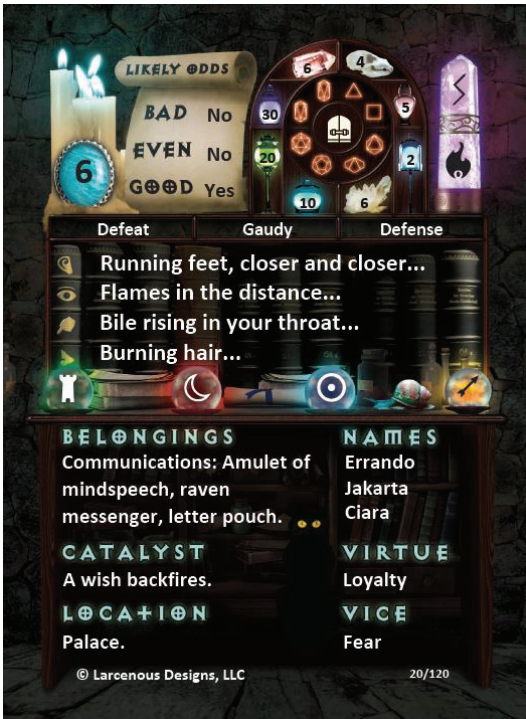 LIKELY ODDS
BAD No
EVEN No
GOOD Yes
6
6
4
30
5
20
2
10
6
Defeat Gaudy Defense
Running feet, closer and closer...
Flames in the distance...
Bile rising in your throat...
Burning hair...
BELONGINGS
Communications: Amulet of
mindspeech, raven
messenger, letter pouch.
NAMES
Errando
Jakarta
Ciara
CATALYST
A wish backfires.
VIRTUE
Loyalty
LOCATION
Palace.
VICE
Fear
© Larcenous Designs, LLC
20/120